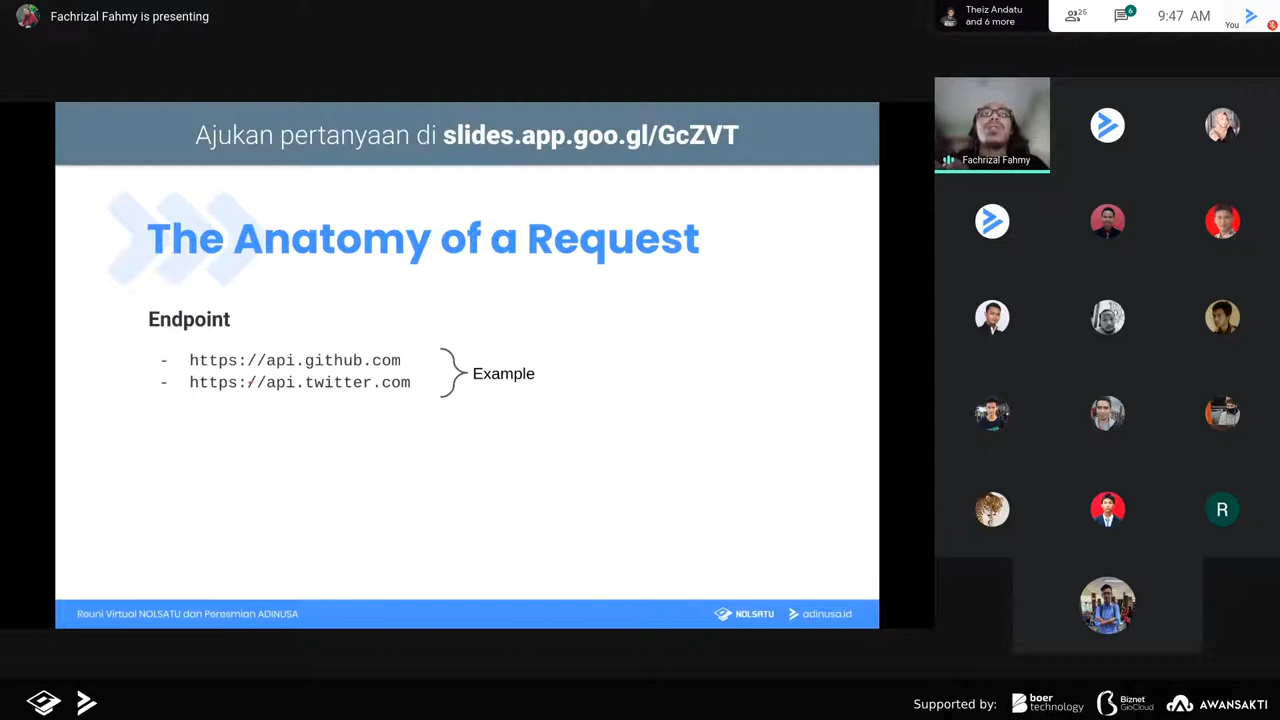 Fachrizal Fahmy is presenting
Theiz Andatu
and 6 more
25
6
9:47 AM
You
Ajukan pertanyaan di slides.app.goo.gl/GcZVT
The Anatomy of a Request
Endpoint
- https://api.github.com
- https://api.twitter.com
Example
Fachrizal Fahmy
R
Reuni Virtual NOLSATU dan Peresmian ADINUSA
NOLSATU
adinusa.id
Supported by:
boer
technology
Biznet
GioCloud
AWANSAKTI